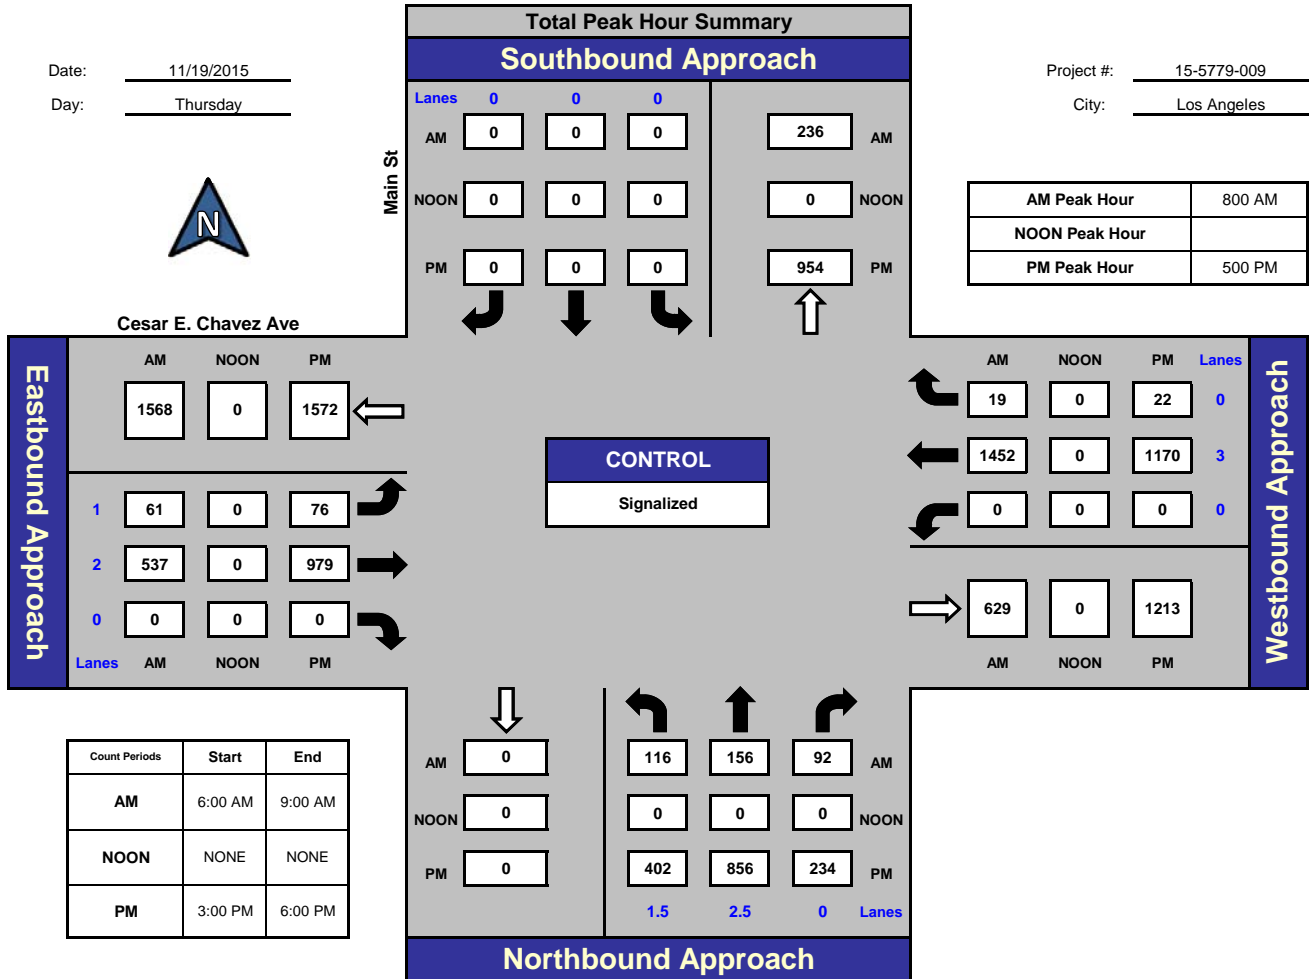 Total Peak Hour Summary
Southbound Approach
Date: 11/19/2015
Day: Thursday
Project #: 15-5779-009
City: Los Angeles
N
Main St
Lanes 0 0 0
AM 0 0 0 236 AM
NOON 0 0 0 0 NOON
PM 0 0 0 954 PM
AM Peak Hour 800 AM
NOON Peak Hour
PM Peak Hour 500 PM
Cesar E. Chavez Ave
Eastbound Approach
AM NOON PM
1568 0 1572
1 61 0 76
2 537 0 979
0 0 0 0
Lanes AM NOON PM
CONTROL
Signalized
AM NOON PM Lanes
19 0 22 0
1452 0 1170 3
0 0 0 0
629 0 1213
AM NOON PM
Westbound Approach
Count Periods Start End
AM 6:00 AM 9:00 AM
NOON NONE NONE
PM 3:00 PM 6:00 PM
AM 0 116 156 92 AM
NOON 0 0 0 0 NOON
PM 0 402 856 234 PM
1.5 2.5 0 Lanes
Northbound Approach